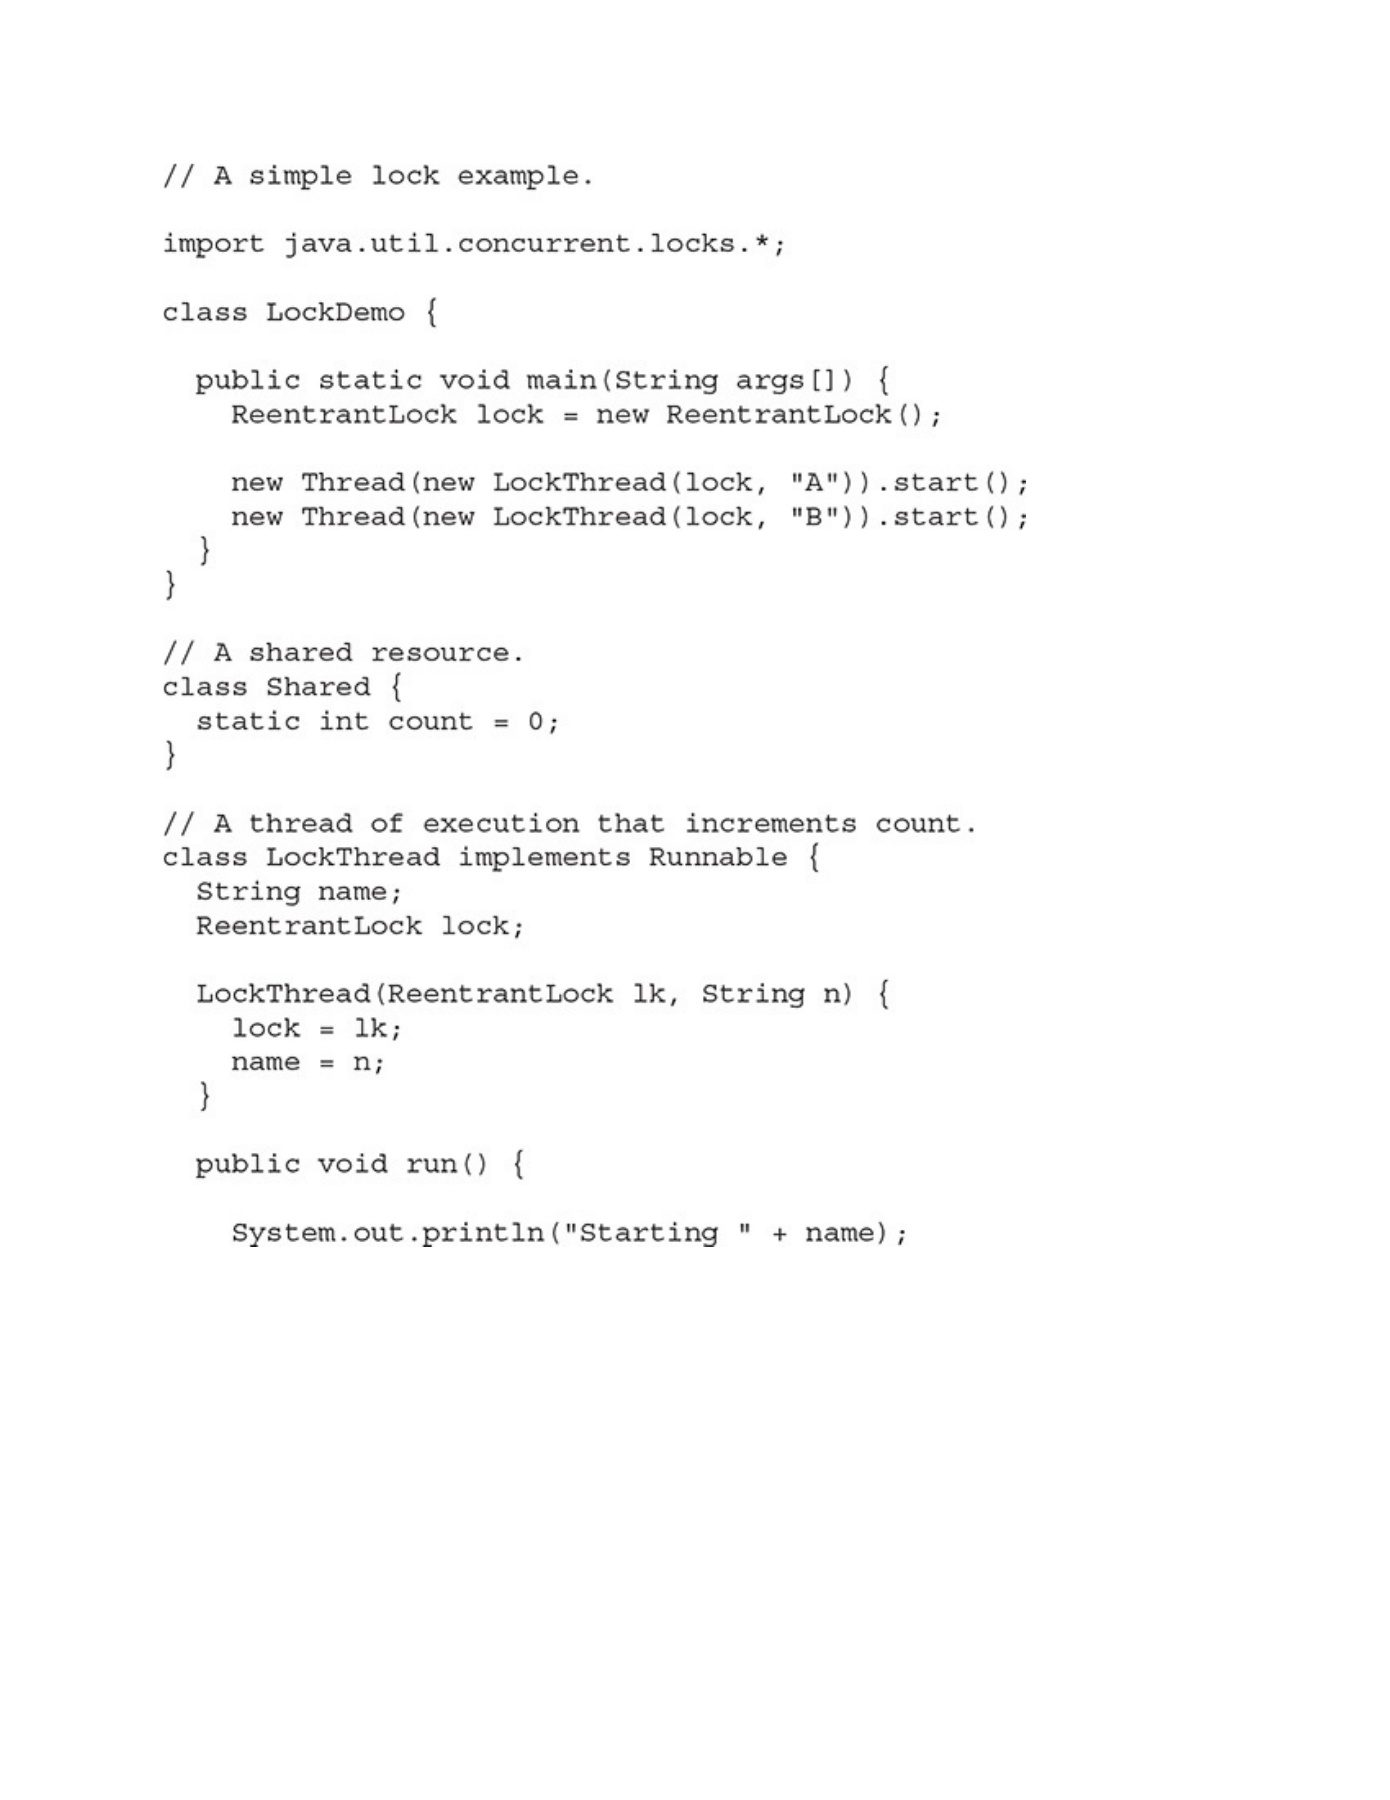 // A simple lock example.
import java.util.concurrent.locks.*;
class LockDemo {
  public static void main(String args[]) {
    ReentrantLock lock = new ReentrantLock();
    new Thread(new LockThread(lock, "A")).start();
    new Thread(new LockThread(lock, "B")).start();
  }
}
// A shared resource.
class Shared {
  static int count = 0;
}
// A thread of execution that increments count.
class LockThread implements Runnable {
  String name;
  ReentrantLock lock;
  LockThread(ReentrantLock lk, String n) {
    lock = lk;
    name = n;
  }
  public void run() {
    System.out.println("Starting " + name);